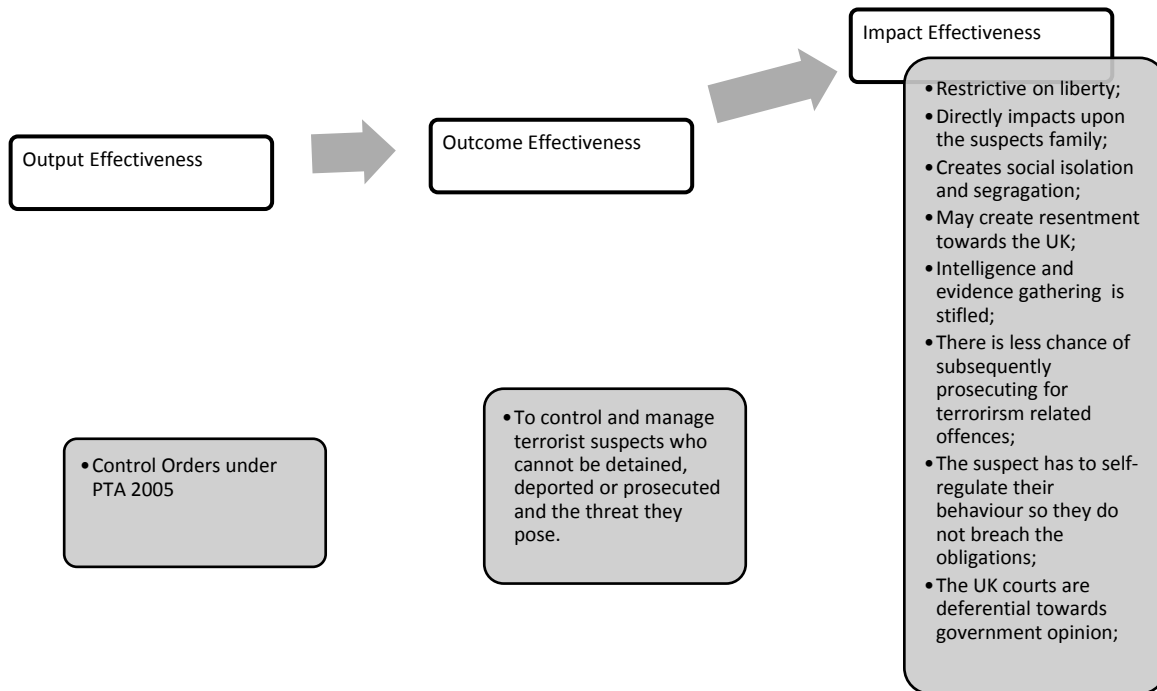 Output Effectiveness
• Control Orders under
PTA 2005
Outcome Effectiveness
• To control and manage
terrorist suspects who
cannot be detained,
deported or prosecuted
and the threat they
pose.
Impact Effectiveness
• Restrictive on liberty;
• Directly impacts upon
the suspects family;
• Creates social isolation
and segragation;
• May create resentment
towards the UK;
• Intelligence and
evidence gathering is
stifled;
• There is less chance of
subsequently
prosecuting for
terrorirsm related
offences;
• The suspect has to self-
regulate their
behaviour so they do
not breach the
obligations;
• The UK courts are
deferential towards
government opinion;